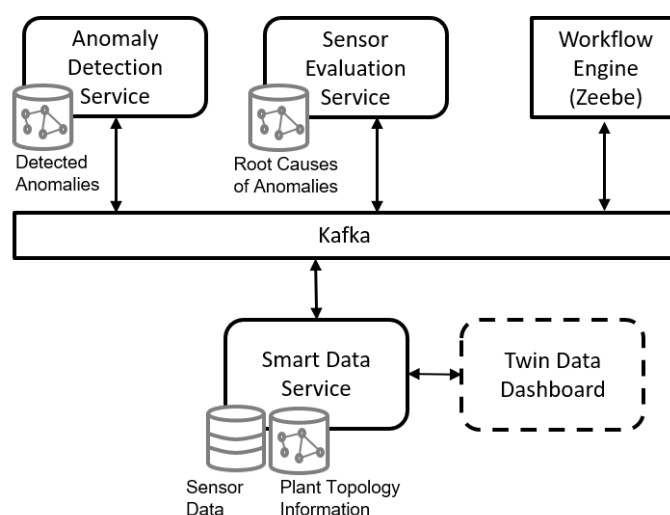 Anomaly
Detection
Service
Sensor
Evaluation
Service
Workflow
Engine
(Zeebe)
Detected
Anomalies
Root Causes
of Anomalies
Kafka
Smart Data
Service
Twin Data
Dashboard
Sensor
Data
Plant Topology
Information